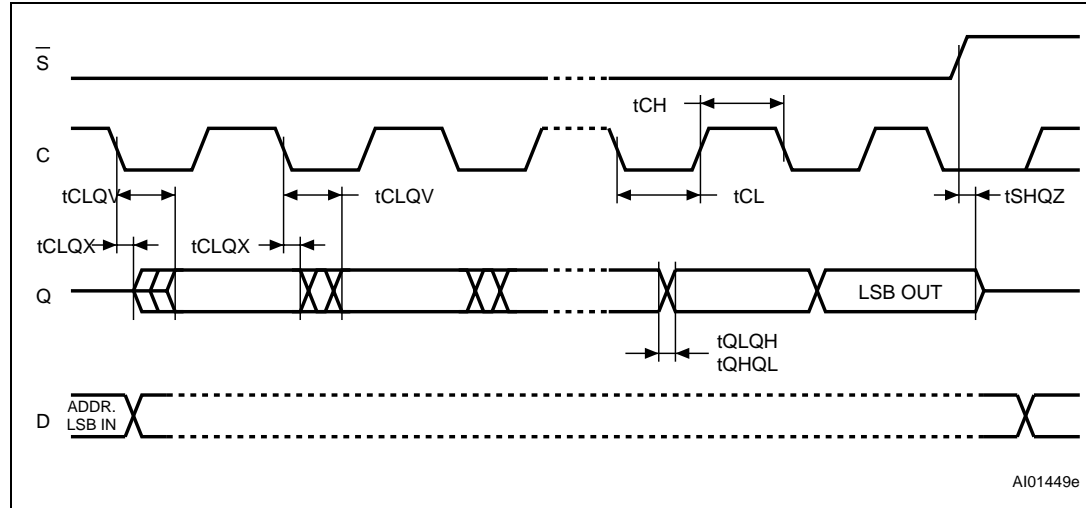 S
tCH
C
tCLQV
tCLQV
tCL
tSHQZ
tCLQX
tCLQX
Q
LSB OUT
tQLQH
tQHQL
D
ADDR.
LSB IN
AI01449e